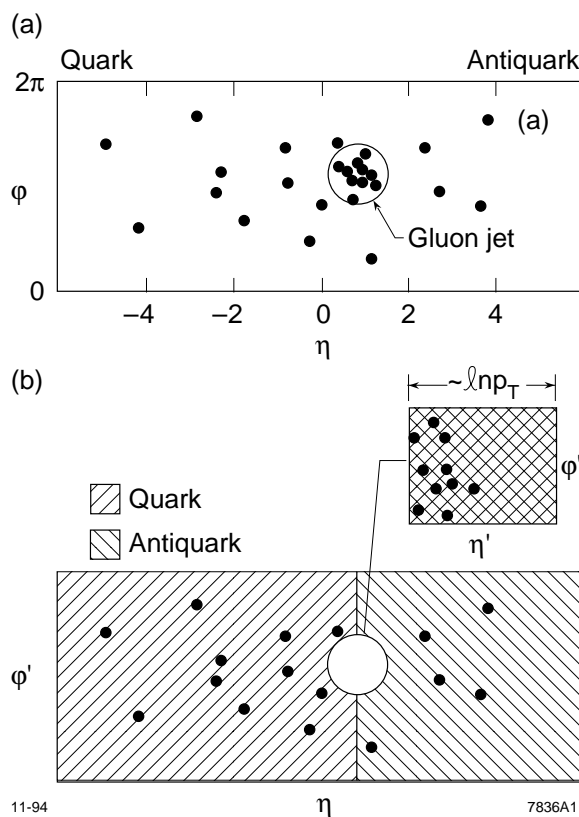 (a)
Quark Antiquark
2π
(a)
φ
Gluon jet
0
−4 −2 0 2 4
η
(b)
~ℓnp_T
φ'
Quark
η'
Antiquark
φ'
11-94 η 7836A1